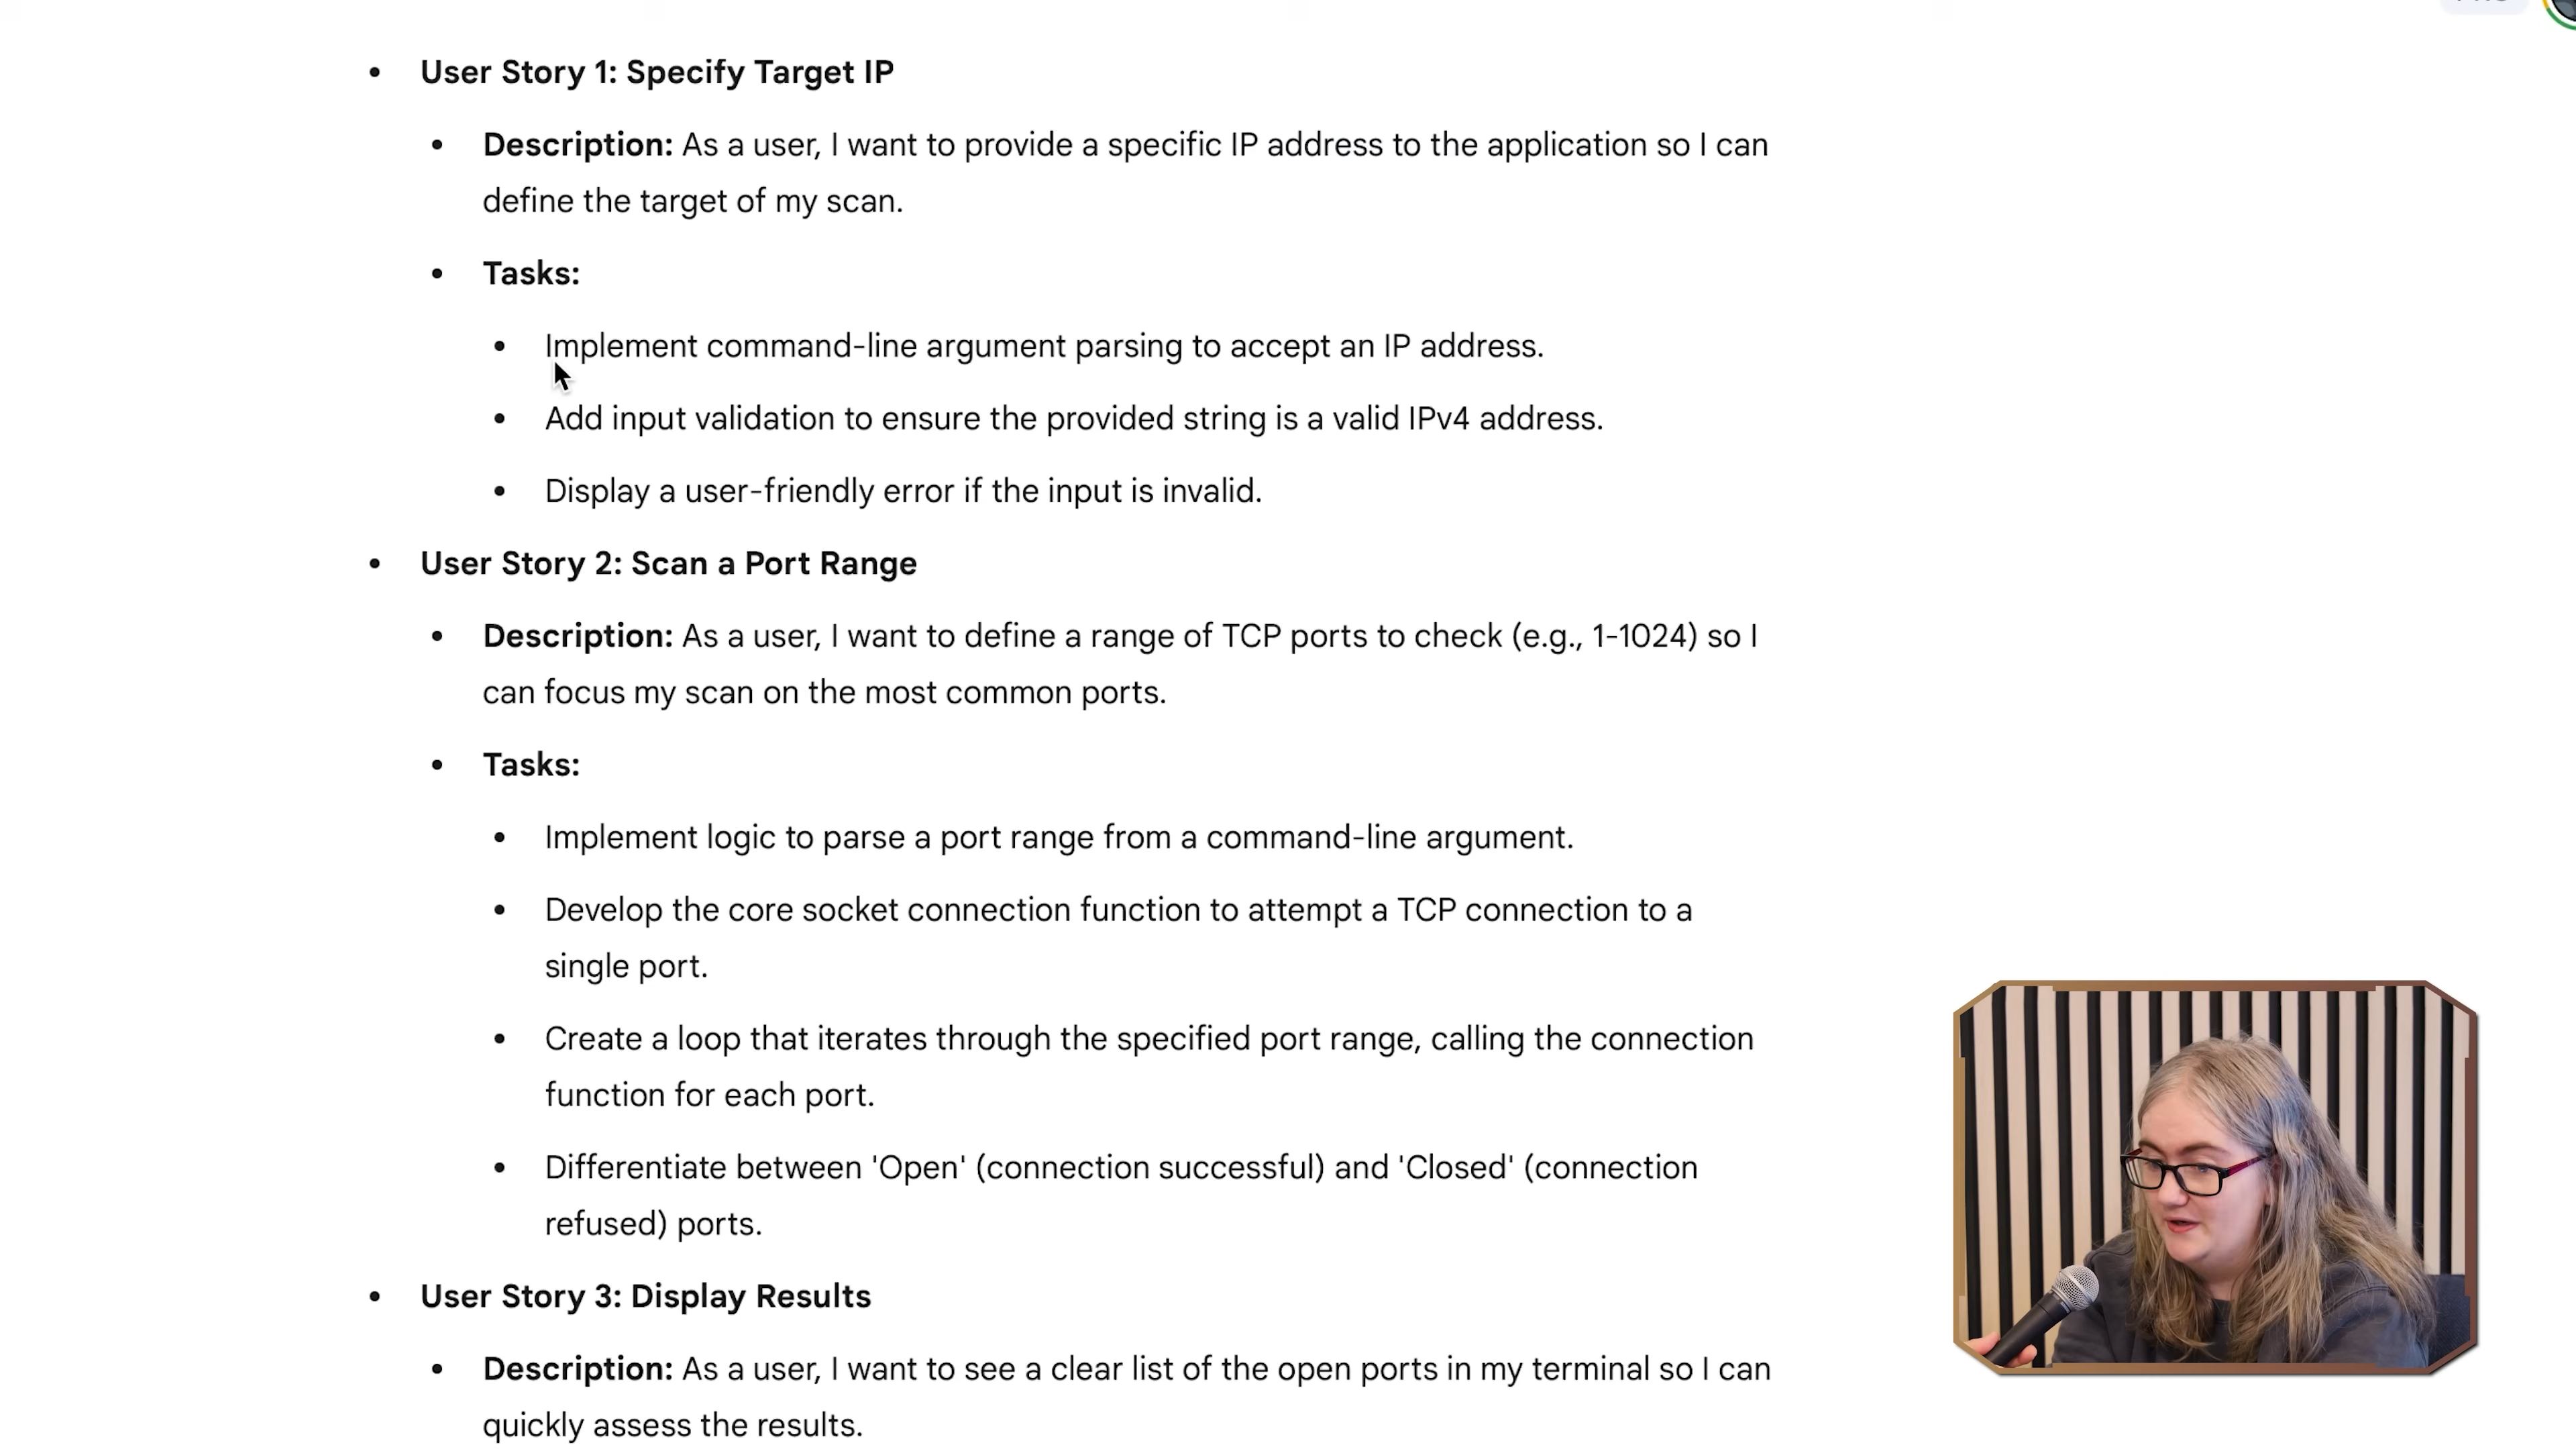 User Story 1: Specify Target IP
Description: As a user, I want to provide a specific IP address to the application so I can
define the target of my scan.
Tasks:
Implement command-line argument parsing to accept an IP address.
Add input validation to ensure the provided string is a valid IPv4 address.
Display a user-friendly error if the input is invalid.
User Story 2: Scan a Port Range
Description: As a user, I want to define a range of TCP ports to check (e.g., 1-1024) so I
can focus my scan on the most common ports.
Tasks:
Implement logic to parse a port range from a command-line argument.
Develop the core socket connection function to attempt a TCP connection to a
single port.
Create a loop that iterates through the specified port range, calling the connection
function for each port.
Differentiate between 'Open' (connection successful) and 'Closed' (connection
refused) ports.
User Story 3: Display Results
Description: As a user, I want to see a clear list of the open ports in my terminal so I can
quickly assess the results.